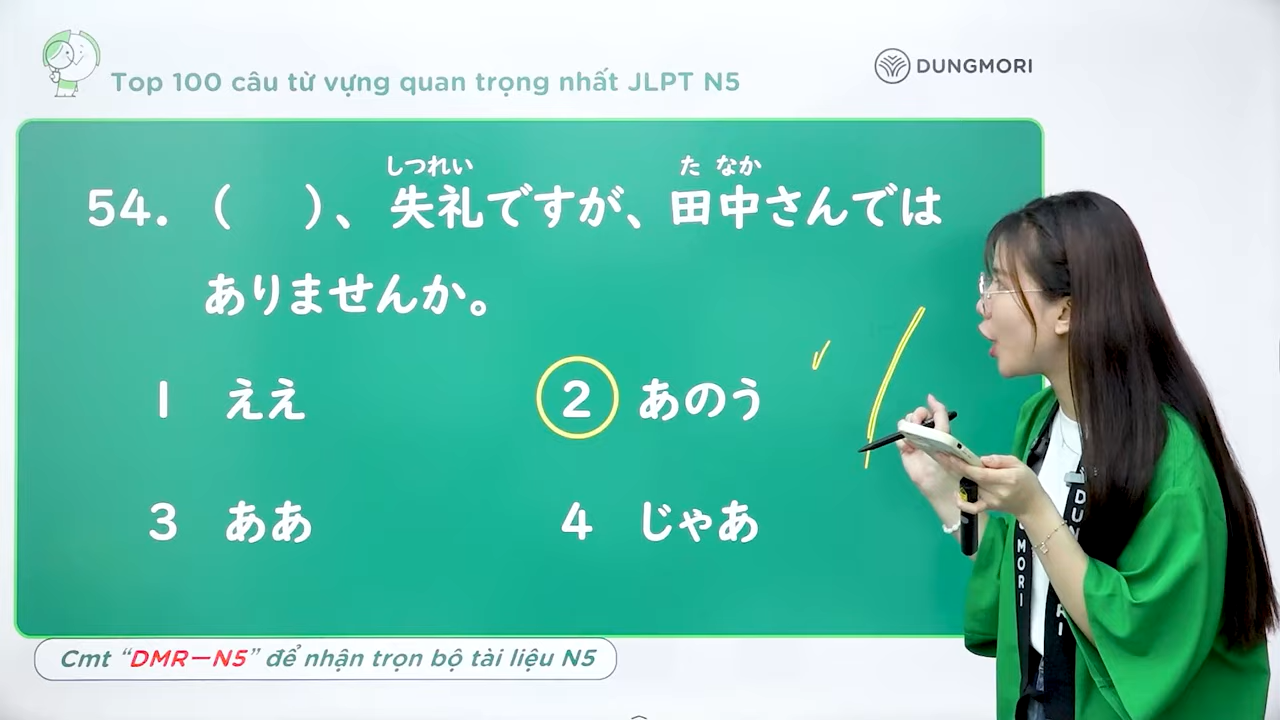 Top 100 câu từ vựng quan trọng nhất JLPT N5
DUNGMORI
しつれい た なか
54. ( )、失礼ですが、田中さんでは
ありませんか。
1 ええ
2 あのう
3 ああ
4 じゃあ
Cmt “DMR－N5” để nhận trọn bộ tài liệu N5